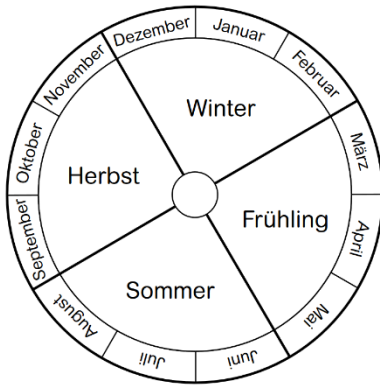 Dezember
Januar
Februar
März
April
Mai
Juni
Juli
August
September
Oktober
November
Winter
Frühling
Sommer
Herbst